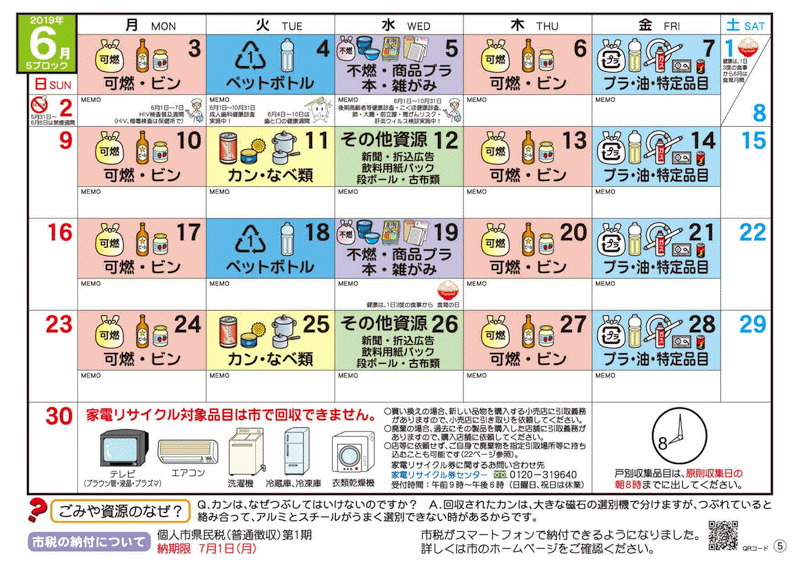 2019年
6月
5ブロック
月 MON
火 TUE
水 WED
木 THU
金 FRI
土 SAT
日 SUN
可燃
3
可燃・ビン
MEMO
1
4
ペットボトル
MEMO
不燃
5
不燃・商品プラ
本・雑がみ
MEMO
可燃
6
可燃・ビン
MEMO
プラ
7
プラ・油・特定品目
MEMO
1
健康は、1日
3度の食事
から6月は
食育月間
8
2
5月31日〜
6月6日は禁煙週間
6月1日〜7日
HIV検査普及週間
(HIV、梅毒検査は保健所で)
6月1日〜10月31日
成人歯科健康診査
実施中!
6月4日〜10日は
歯と口の健康週間
6月1日〜10月31日
後期高齢者等健康診査・こくほ健康診査、
肺・大腸・前立腺・胃がんリスク・
肝炎ウイルス検診実施中!
9
可燃
10
可燃・ビン
MEMO
11
カン・なべ類
MEMO
その他資源 12
新聞・折込広告
飲料用紙パック
段ボール・古布類
MEMO
可燃
13
可燃・ビン
MEMO
プラ
14
プラ・油・特定品目
MEMO
15
16
可燃
17
可燃・ビン
MEMO
1
18
ペットボトル
MEMO
不燃
19
不燃・商品プラ
本・雑がみ
MEMO
健康は、1日3度の食事から 食育の日
可燃
20
可燃・ビン
MEMO
プラ
21
プラ・油・特定品目
MEMO
22
23
可燃
24
可燃・ビン
MEMO
25
カン・なべ類
MEMO
その他資源 26
新聞・折込広告
飲料用紙パック
段ボール・古布類
MEMO
可燃
27
可燃・ビン
MEMO
プラ
28
プラ・油・特定品目
MEMO
29
30
家電リサイクル対象品目は市で回収できません。
テレビ
(ブラウン管・液晶・プラズマ)
エアコン
洗濯機
冷蔵庫、冷凍庫
衣類乾燥機
○買い換えの場合、新しい品物を購入する小売店に引取義務
がありますので、小売店に引き取りを依頼してください。
○廃棄の場合、過去にその製品を購入した店舗に引取義務が
ありますので、購入店舗に依頼してください。
○店等に依頼せず、ご自身で廃棄物を指定引取場所等に持ち
込むことも可能です(22ページ参照)。
家電リサイクル券に関するお問い合わせ先
家電リサイクル券センター 0120-319640
受付時間:午前9時〜午後6時(日曜日、祝日は休業)
8
戸別収集品目は、原則収集日の
朝8時までに出してください。
? ごみや資源のなぜ?
Q.カンは、なぜつぶしてはいけないのですか? A.回収されたカンは、大きな磁石の選別機で分けますが、つぶれていると
絡み合って、アルミとスチールがうまく選別できない時があるからです。
市税の納付について
個人市県民税(普通徴収)第1期
納期限 7月1日(月)
市税がスマートフォンで納付できるようになりました。
詳しくは市のホームページをご確認ください。
QRコード
5